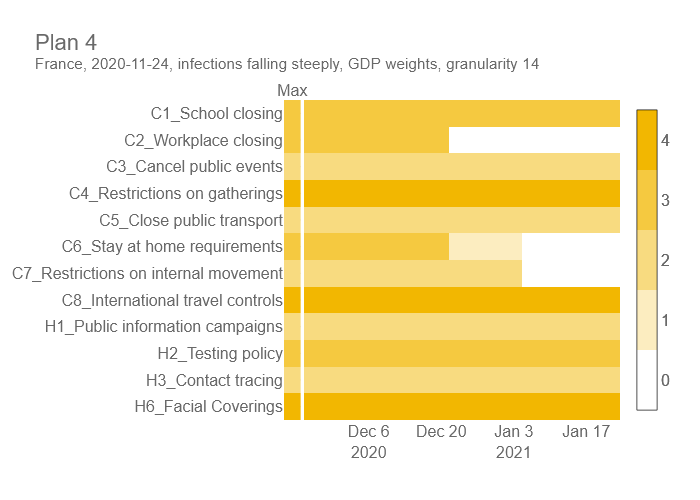 Plan 4
France, 2020-11-24, infections falling steeply, GDP weights, granularity 14
Max
C1_School closing
C2_Workplace closing
C3_Cancel public events
C4_Restrictions on gatherings
C5_Close public transport
C6_Stay at home requirements
C7_Restrictions on internal movement
C8_International travel controls
H1_Public information campaigns
H2_Testing policy
H3_Contact tracing
H6_Facial Coverings
4
3
2
1
0
Dec 6 Dec 20 Jan 3 Jan 17
2020 2021